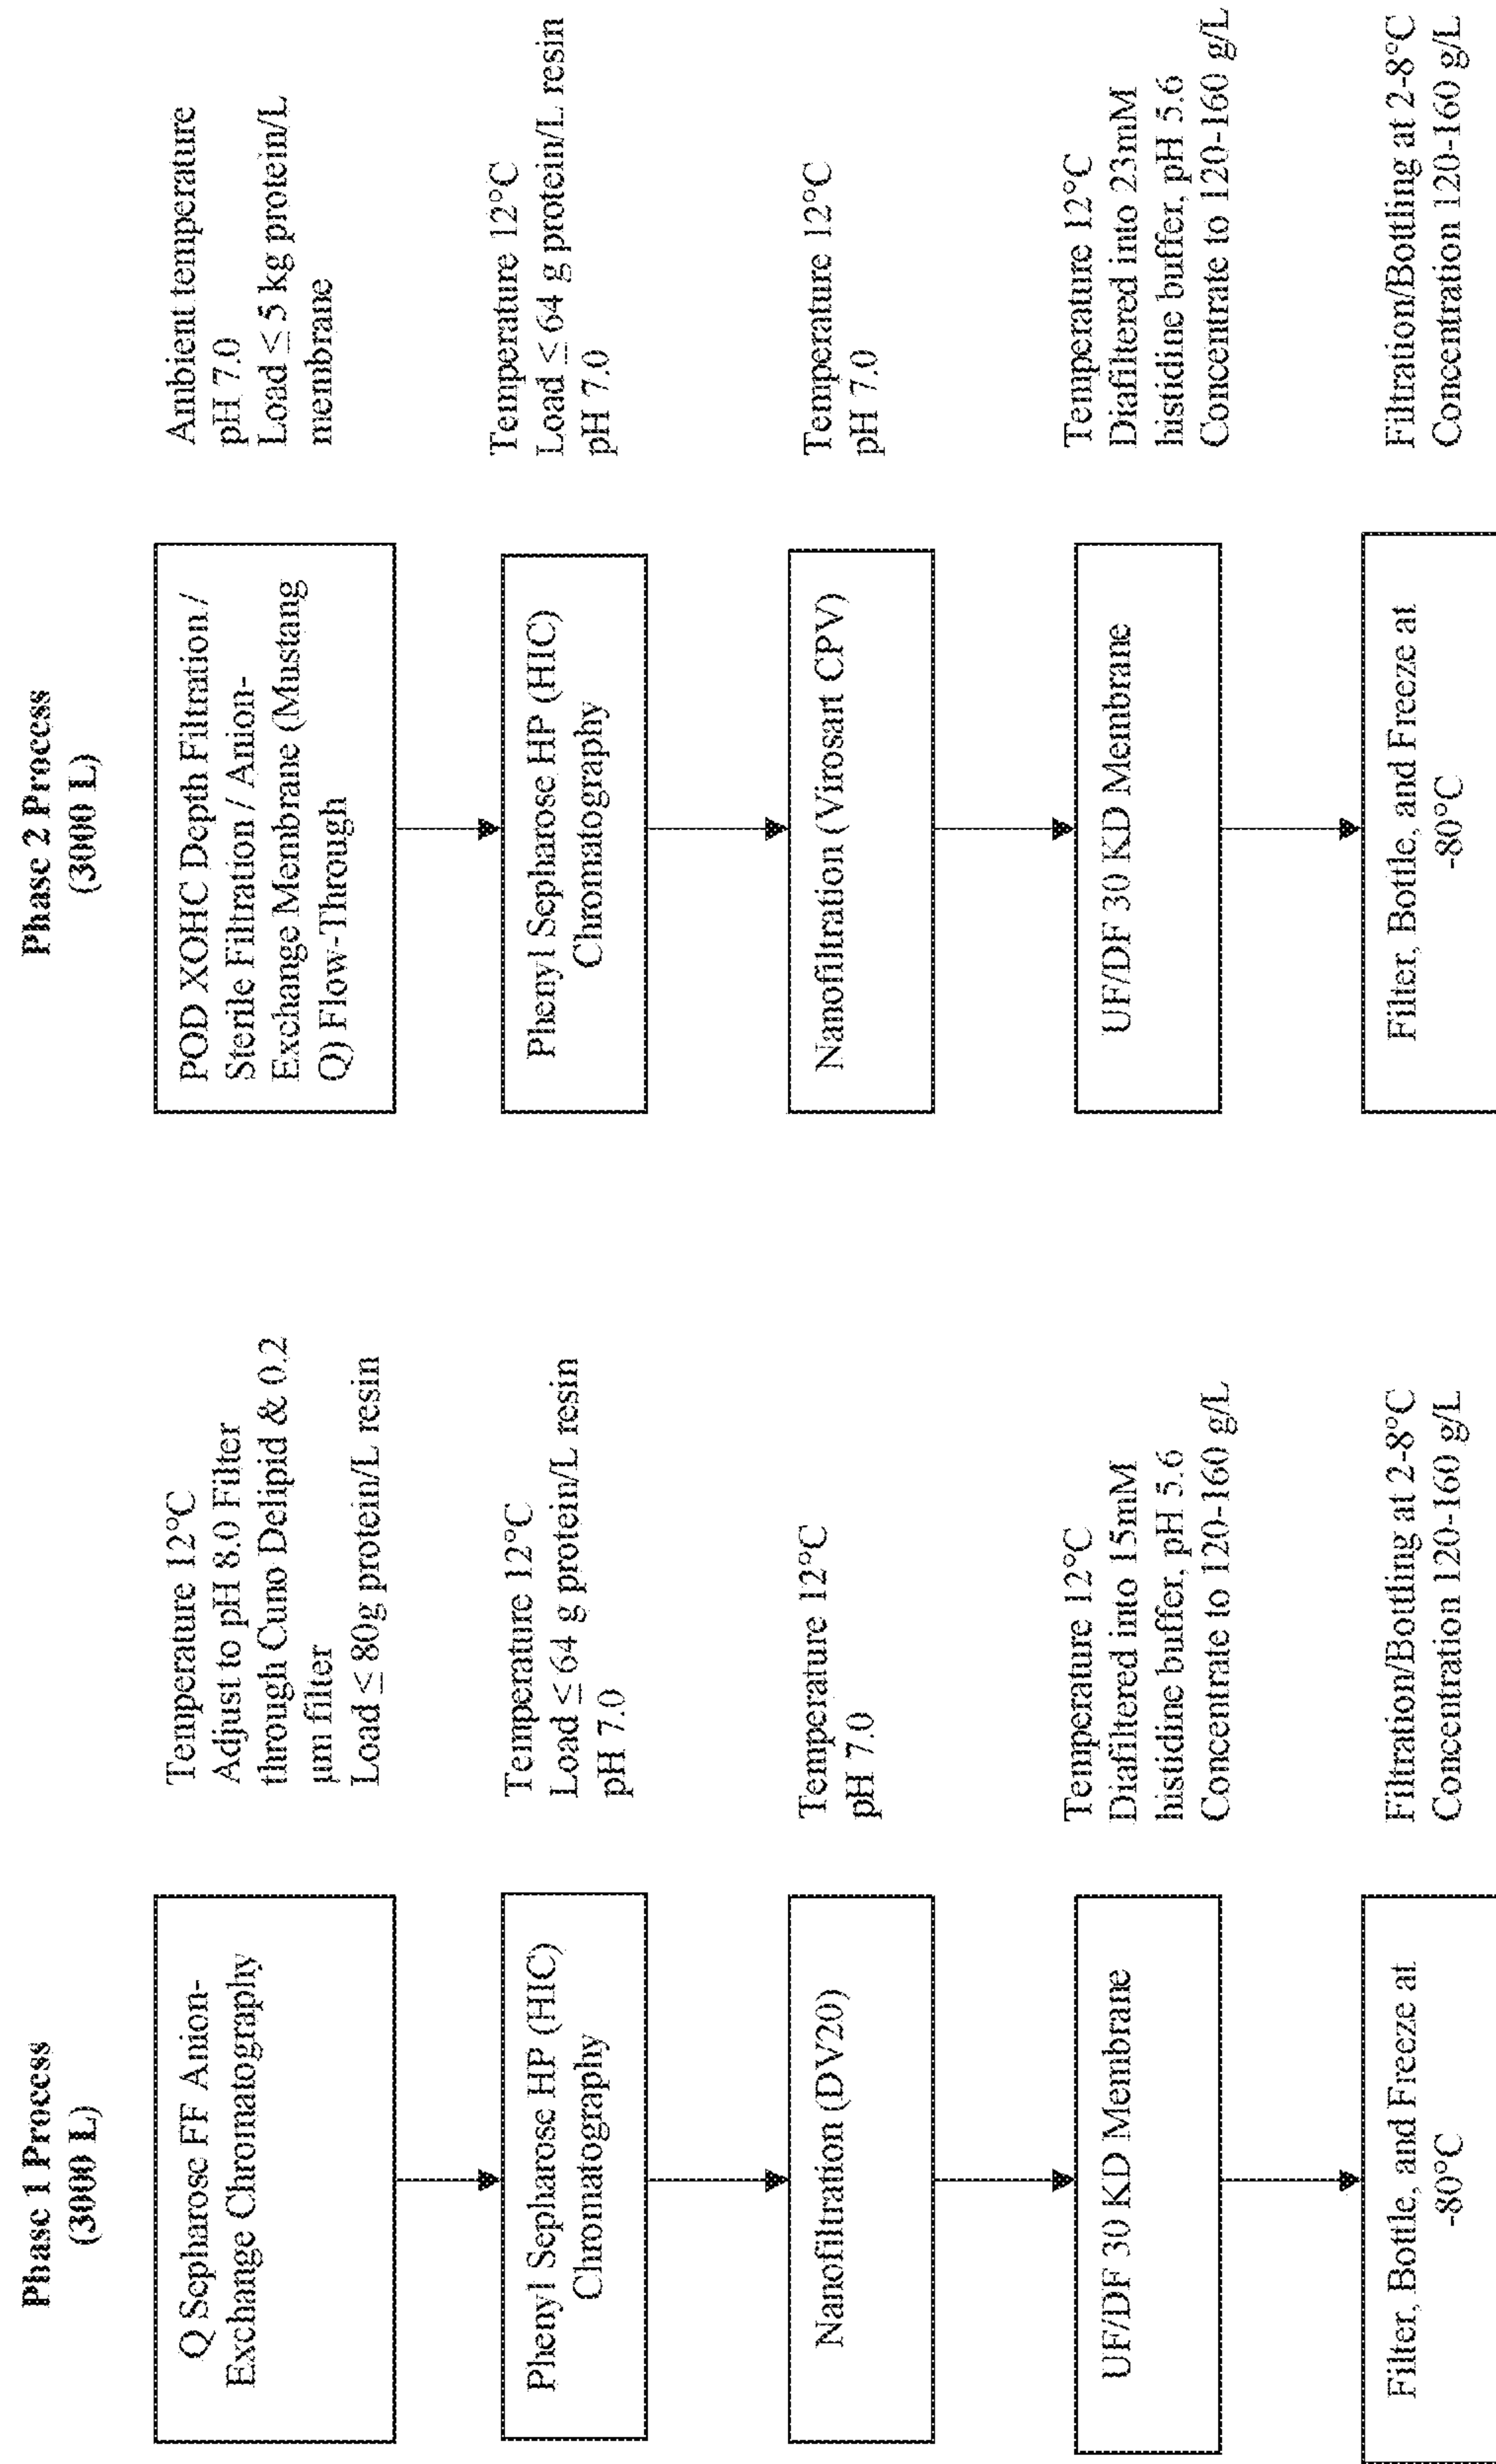 Phase 1 Process
(3000 L)
Q Sepharose FF Anion-
Exchange Chromatography
Temperature 12°C
Adjust to pH 8.0 Filter
through Cuno Delipid & 0.2
μm filter
Load ≤ 80g protein/L resin
Phenyl Sepharose HP (HIC)
Chromatography
Temperature 12°C
Load ≤ 64 g protein/L resin
pH 7.0
Nanofiltration (DV20)
Temperature 12°C
pH 7.0
UF/DF 30 KD Membrane
Temperature 12°C
Diafiltered into 15mM
histidine buffer, pH 5.6
Concentrate to 120-160 g/L
Filter, Bottle, and Freeze at
-80°C
Filtration/Bottling at 2-8°C
Concentration 120-160 g/L
Phase 2 Process
(3000 L)
POD XOHC Depth Filtration /
Sterile Filtration / Anion-
Exchange Membrane (Mustang
Q) Flow-Through
Ambient temperature
pH 7.0
Load ≤ 5 kg protein/L
membrane
Phenyl Sepharose HP (HIC)
Chromatography
Temperature 12°C
Load ≤ 64 g protein/L resin
pH 7.0
Nanofiltration (Virosart CPV)
Temperature 12°C
pH 7.0
UF/DF 30 KD Membrane
Temperature 12°C
Diafiltered into 23mM
histidine buffer, pH 5.6
Concentrate to 120-160 g/L
Filter, Bottle, and Freeze at
-80°C
Filtration/Bottling at 2-8°C
Concentration 120-160 g/L